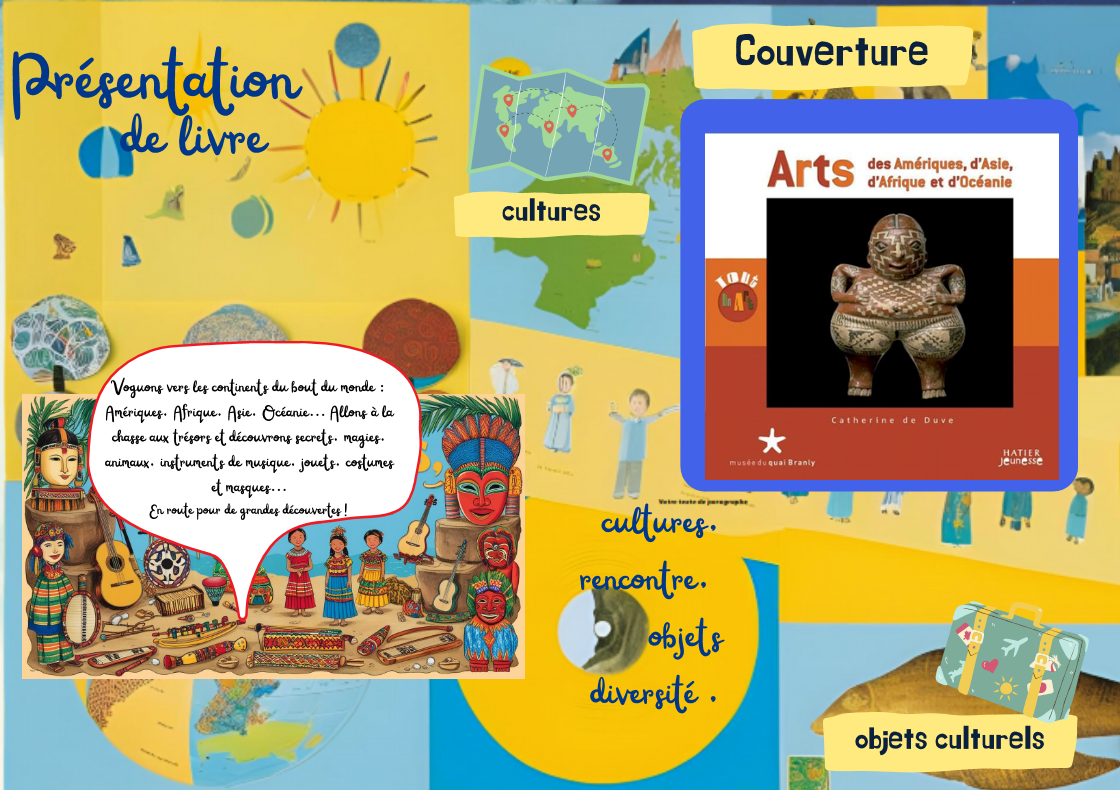 Présentation
de livre
cultures
Couverture
Arts des Amériques, d'Asie,
d'Afrique et d'Océanie
Tout
un Art
Catherine de Duve
musée du quai Branly
HATIER
jeunesse
Voguons vers les continents du bout du monde :
Amériques, Afrique, Asie, Océanie... Allons à la
chasse aux trésors et découvrons secrets, magies,
animaux, instruments de musique, jouets, costumes
et masques...
En route pour de grandes découvertes !
Votre texte de paragraphe
cultures,
rencontre,
objets
diversité .
objets culturels